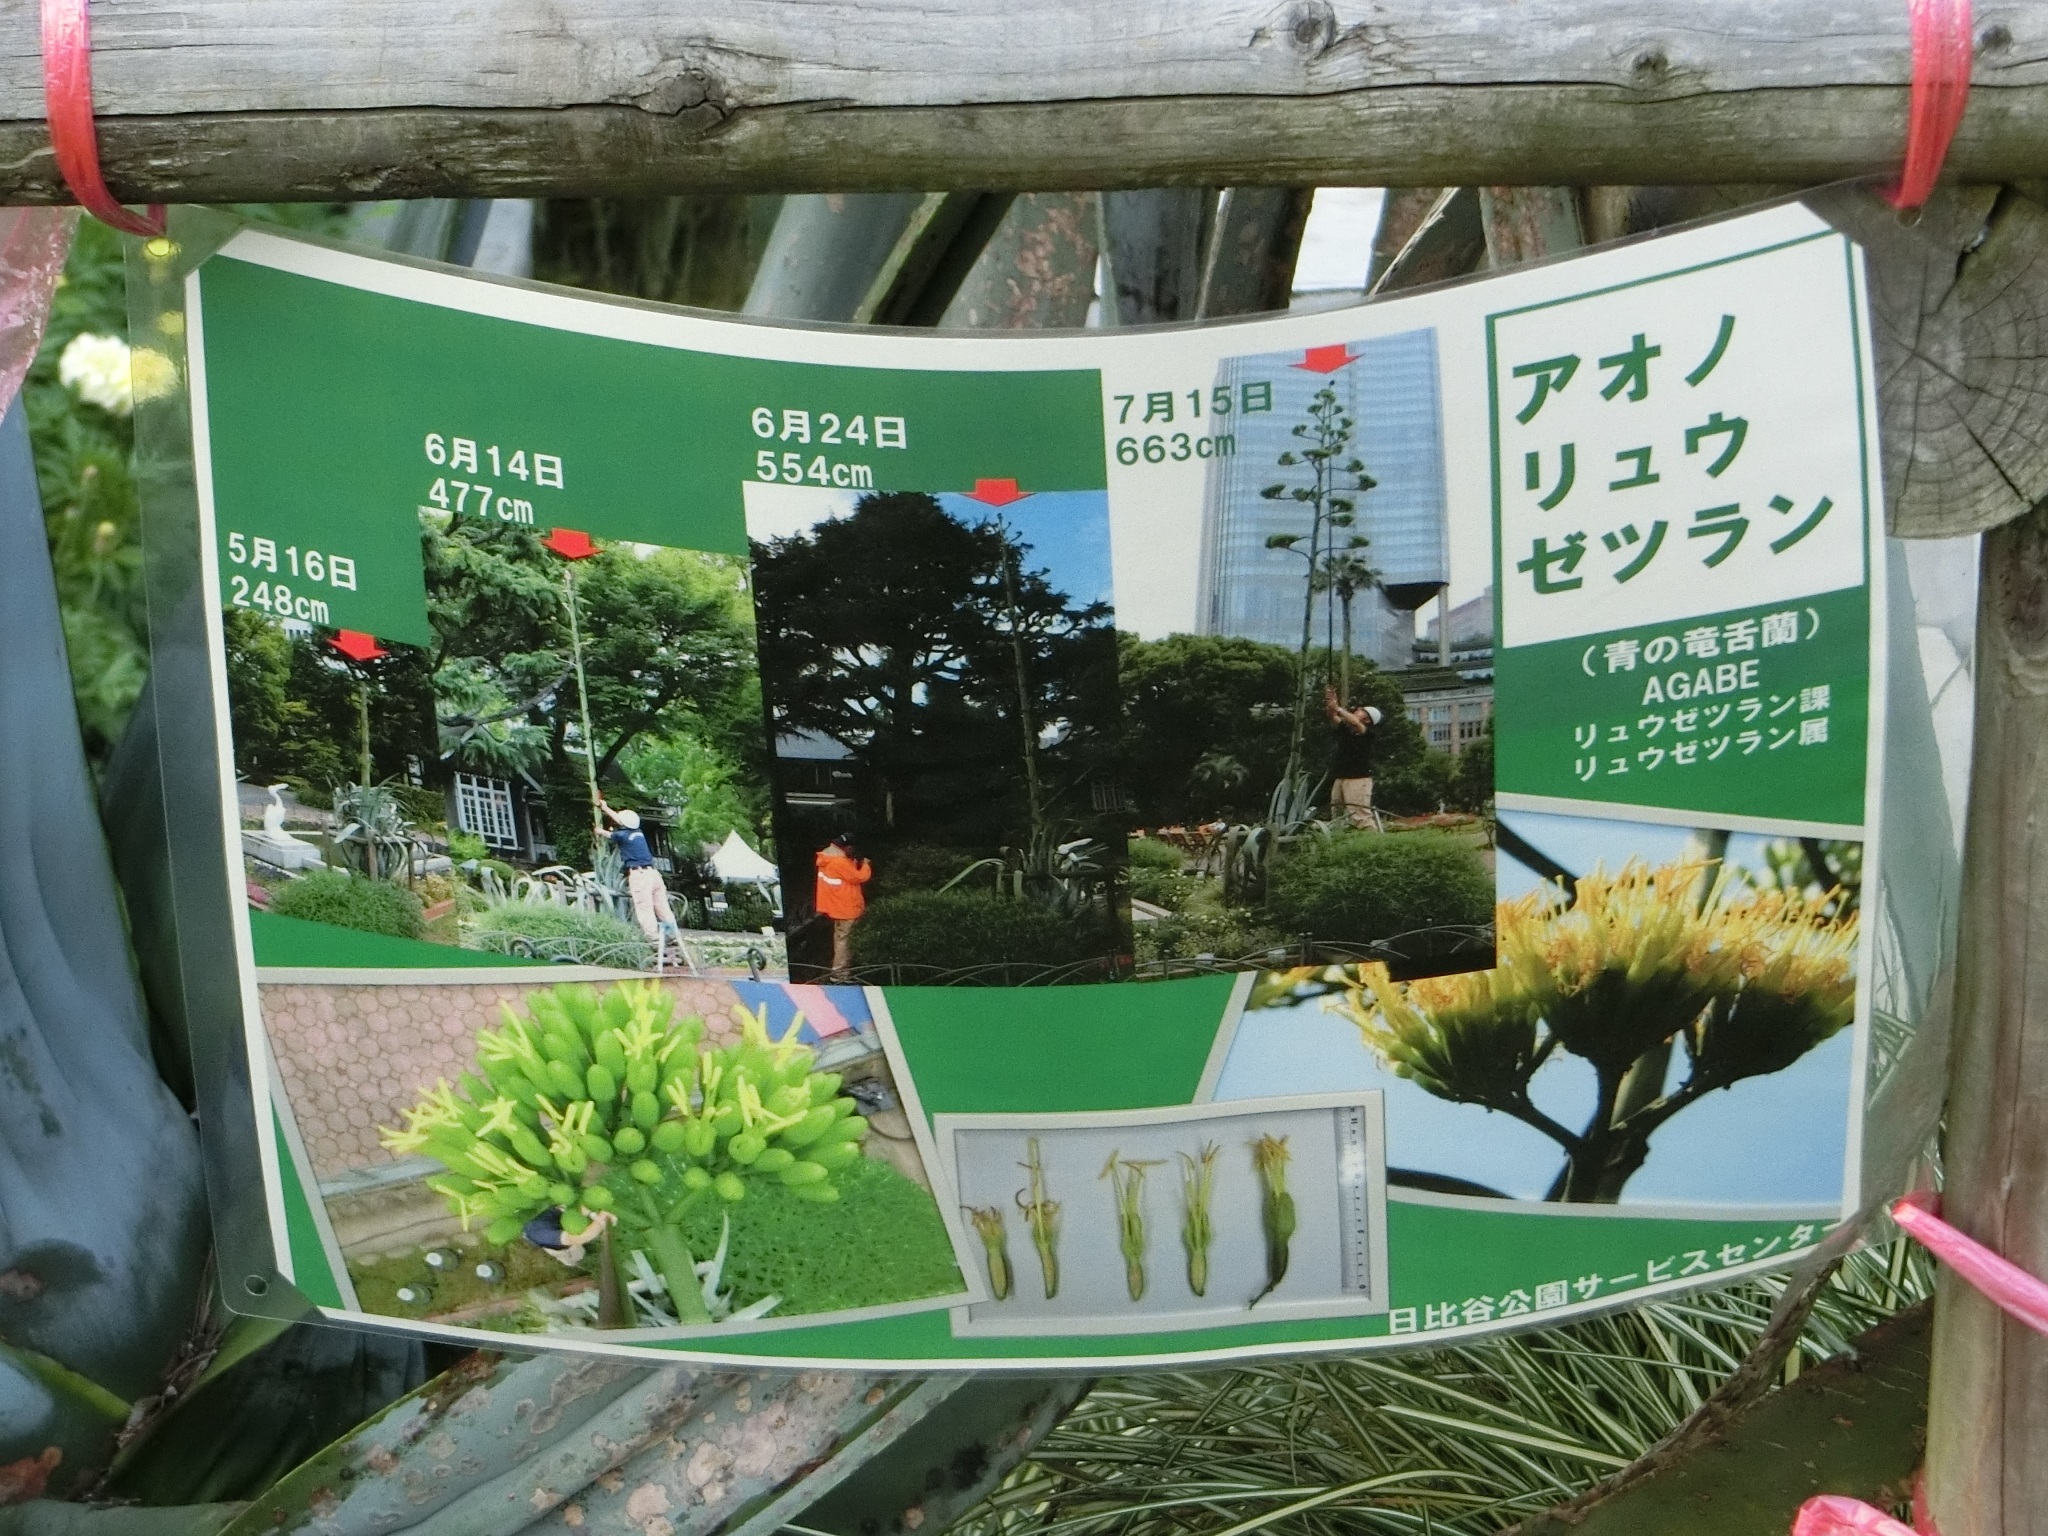 5月16日
248cm
6月14日
477cm
6月24日
554cm
7月15日
663cm
アオノ
リュウ
ゼツラン
（青の竜舌蘭）
AGABE
リュウゼツラン課
リュウゼツラン属
日比谷公園サービスセンター